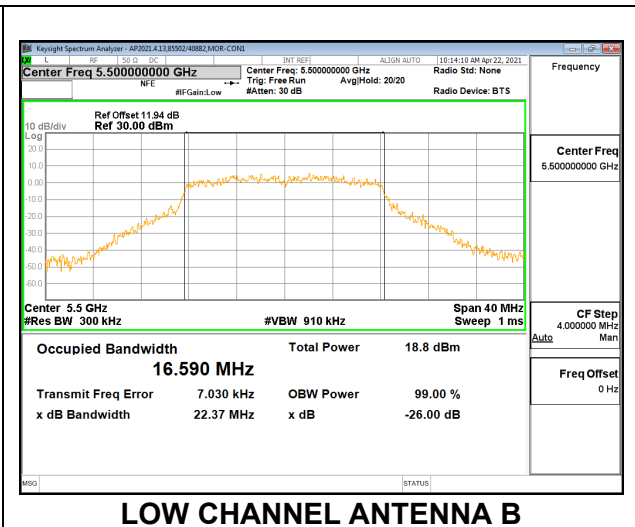 Keysight Spectrum Analyzer - AP2021.4.13,85502/40882,MOR-CON1
L RF 50 Ω DC INT REF ALIGN AUTO 10:14:10 AM Apr 22, 2021
Center Freq 5.500000000 GHz
NFE
#IFGain:Low
Center Freq: 5.500000000 GHz
Trig: Free Run Avg|Hold: 20/20
#Atten: 30 dB
Radio Std: None
Radio Device: BTS
Frequency
Ref Offset 11.94 dB
10 dB/div Ref 30.00 dBm
Log
20.0
10.0
0.00
-10.0
-20.0
-30.0
-40.0
-50.0
-60.0
Center 5.5 GHz Span 40 MHz
#Res BW 300 kHz #VBW 910 kHz Sweep 1 ms
Occupied Bandwidth Total Power 18.8 dBm
16.590 MHz
Transmit Freq Error 7.030 kHz OBW Power 99.00 %
x dB Bandwidth 22.37 MHz x dB -26.00 dB
Center Freq
5.500000000 GHz
CF Step
4.000000 MHz
Auto Man
Freq Offset
0 Hz
MSG STATUS
LOW CHANNEL ANTENNA B